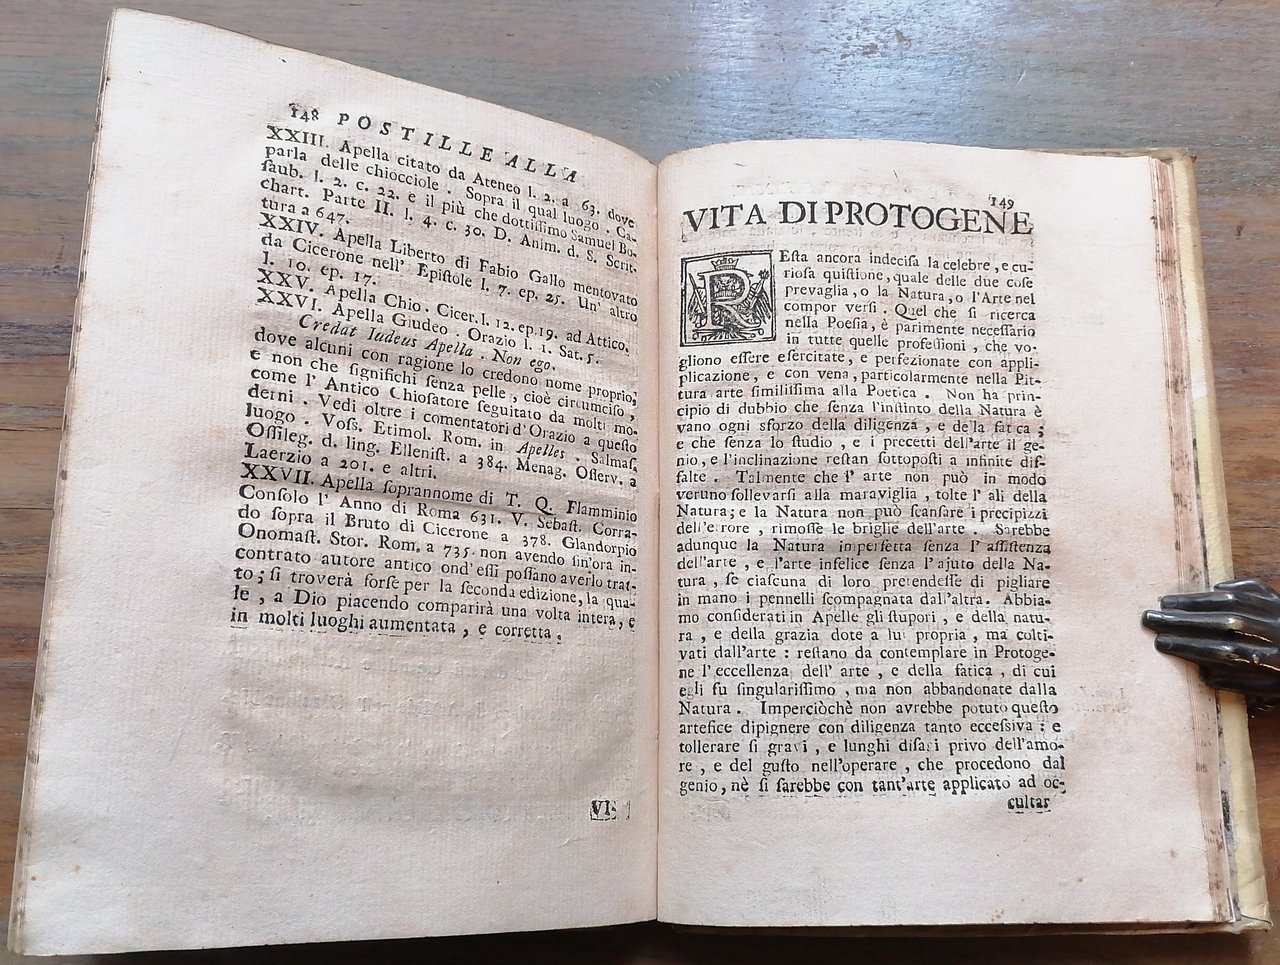 148 POSTILLE ALLA
XXIII. Apella citato da Ateneo l. 2. a 63. dove
parla delle chiocciole. Sopra il qual luogo. Ca-
ſaub. l. 2. c. 22. e il più che dottiſſimo Samuel Bo-
chart. Parte II. l. 4. c. 30. D. Anim. d. S. Scrit-
tura a 647.
XXIV. Apella Liberto di Fabio Gallo mentovato
da Cicerone nell' Epiſtole l. 7. ep. 25. Un' altro
l. 10. ep. 17.
XXV. Apella Chio. Cicer. l. 12. ep. 19. ad Attico.
XXVI. Apella Giudeo. Orazio l. 1. Sat. 5.
Credat Iudeus Apella. Non ego.
dove alcuni con ragione lo credono nome proprio;
e non che ſignifichi ſenza pelle, cioè circunciſo,
come l' Antico Chioſatore ſeguitato da molti mo-
derni. Vedi oltre i comentatori d' Orazio a queſto
luogo. Voſſ. Etimol. Rom. in Apelles. Salmaſ.
Oſſileg. d. ling. Elleniſt. a 384. Menag. Oſſerv. a
Laerzio a 201. e altri.
XXVII. Apella ſoprannome di T. Q. Flamminio
Conſolo l' Anno di Roma 631. V. Sebaſt. Corra-
do ſopra il Bruto di Cicerone a 378. Glandorpio
Onomaſt. Stor. Rom. a 735. non avendo ſin' ora in-
contrato autore antico ond' eſſi poſſano averlo trat-
to; ſi troverà forſe per la ſeconda edizione, la qua-
le, a Dio piacendo comparirà una volta intera, e
in molti luoghi aumentata, e corretta.
VI-
149
VITA DI PROTOGENE
REſta ancora indeciſa la celebre, e cu-
rioſa quiſtione, quale delle due coſe
prevaglia, o la Natura, o l'Arte nel
compor verſi. Quel che ſi ricerca
nella Poeſia, è parimente neceſſario
in tutte quelle profeſſioni, che vo-
gliono eſſere eſercitate, e perfezionate con appli-
plicazione, e con vena, particolarmente nella Pit-
tura arte ſimiliſſima alla Poetica. Non ha prin-
cipio di dubbio che ſenza l'inſtinto della Natura è
vano ogni sforzo della diligenza, e della fatica;
e che ſenza lo ſtudio, e i precetti dell'arte il ge-
nio, e l'inclinazione reſtan ſottopoſti a infinite dif-
falte. Talmente che l' arte non può in modo
veruno ſollevarſi alla maraviglia, tolte l' ali della
Natura; e la Natura non può ſcanſare i precipizzi
dell'errore, rimoſſe le briglie dell'arte. Sarebbe
adunque la Natura imperfetta ſenza l' aſſiſtenza
dell'arte, e l'arte infelice ſenza l'ajuto della Na-
tura, ſe ciaſcuna di loro pretendeſſe di pigliare
in mano i pennelli ſcompagnata dall'altra. Abbia-
mo conſiderati in Apelle gli ſtupori, e della natu-
ra, e della grazia dote a lui propria, ma colti-
vati dall'arte: reſtano da contemplare in Protoge-
ne l'eccellenza dell' arte, e della fatica, di cui
egli fu ſingulariſſimo, ma non abbandonate dalla
Natura. Imperciòchè non avrebbe potuto queſto
artefice dipignere con diligenza tanto ecceſſiva: e
tollerare ſi gravi, e lunghi diſagi privo dell'amo-
re, e del guſto nell'operare, che procedono dal
genio, nè ſi ſarebbe con tant'arte applicato ad oc-
cultar